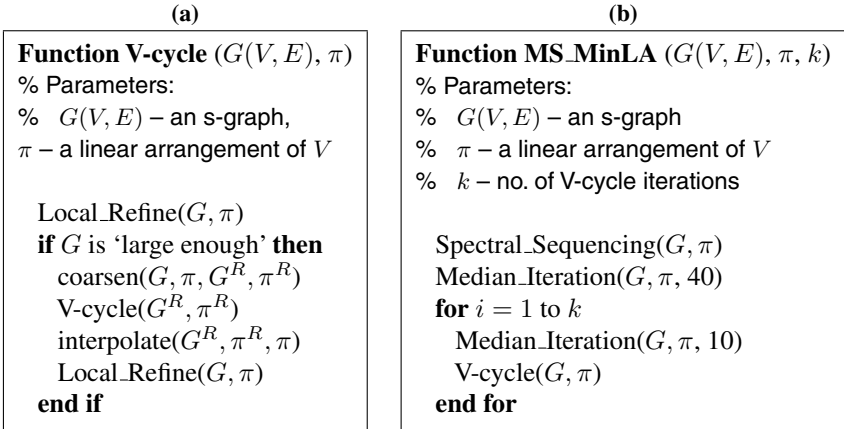 (a)
Function V-cycle (G(V, E), π)
% Parameters:
% G(V, E) – an s-graph,
π – a linear arrangement of V
Local_Refine(G, π)
if G is ‘large enough’ then
coarsen(G, π, G^R, π^R)
V-cycle(G^R, π^R)
interpolate(G^R, π^R, π)
Local_Refine(G, π)
end if
(b)
Function MS_MinLA (G(V, E), π, k)
% Parameters:
% G(V, E) – an s-graph
% π – a linear arrangement of V
% k – no. of V-cycle iterations
Spectral_Sequencing(G, π)
Median_Iteration(G, π, 40)
for i = 1 to k
Median_Iteration(G, π, 10)
V-cycle(G, π)
end for